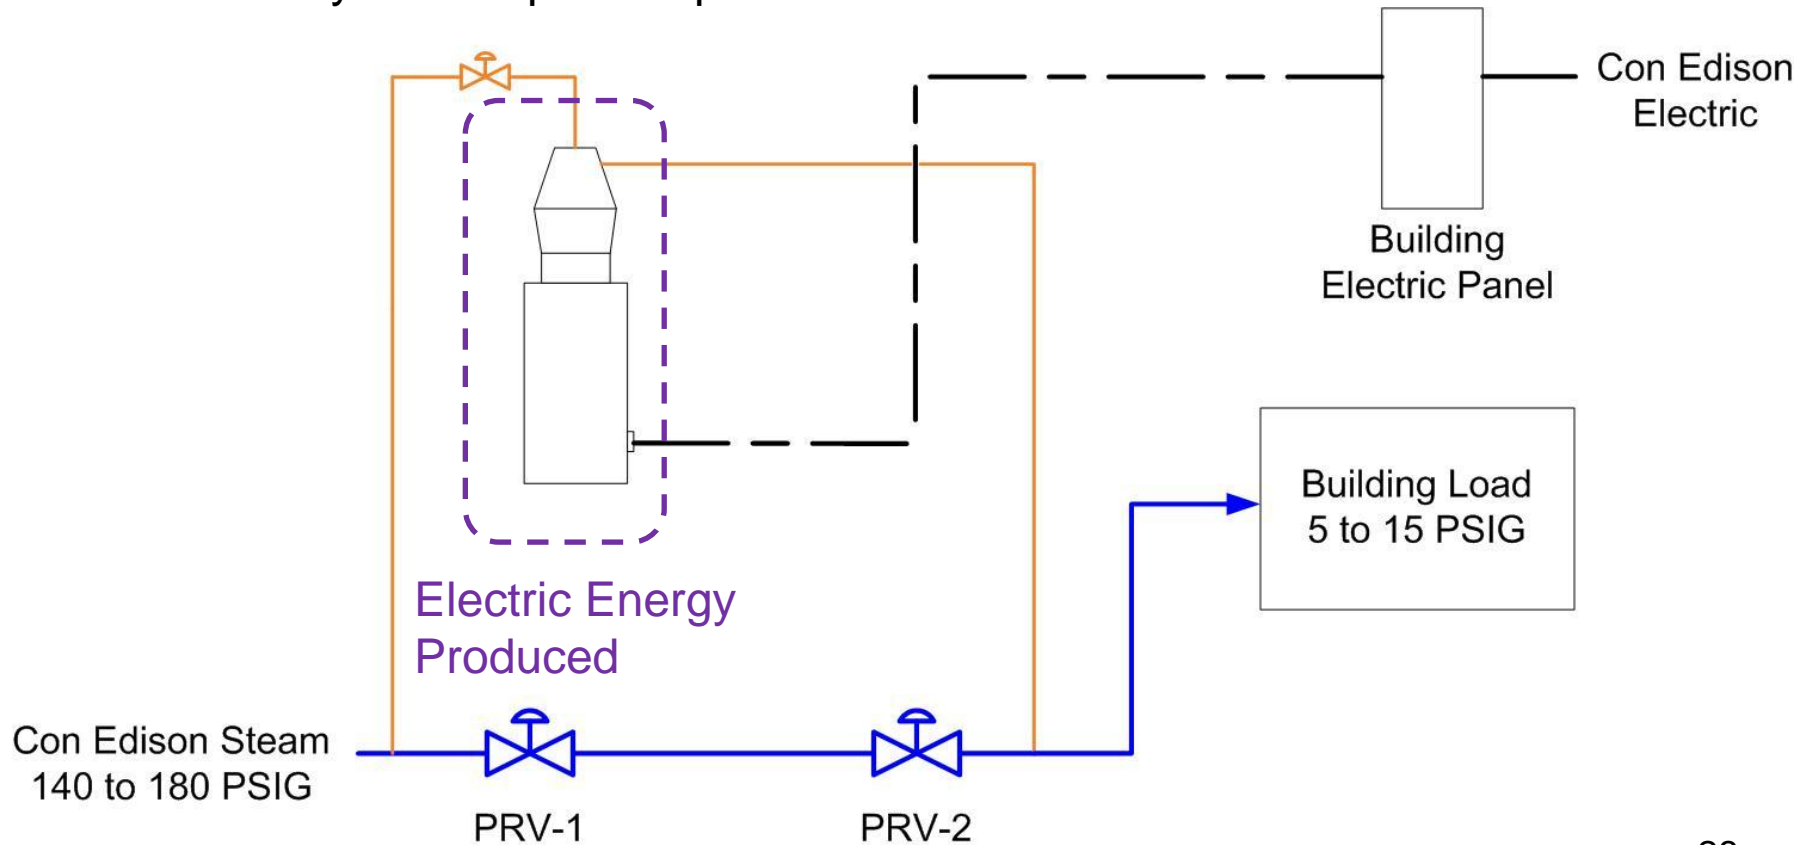 Con Edison
Electric
Building
Electric Panel
Building Load
5 to 15 PSIG
Electric Energy
Produced
Con Edison Steam
140 to 180 PSIG
PRV-1
PRV-2